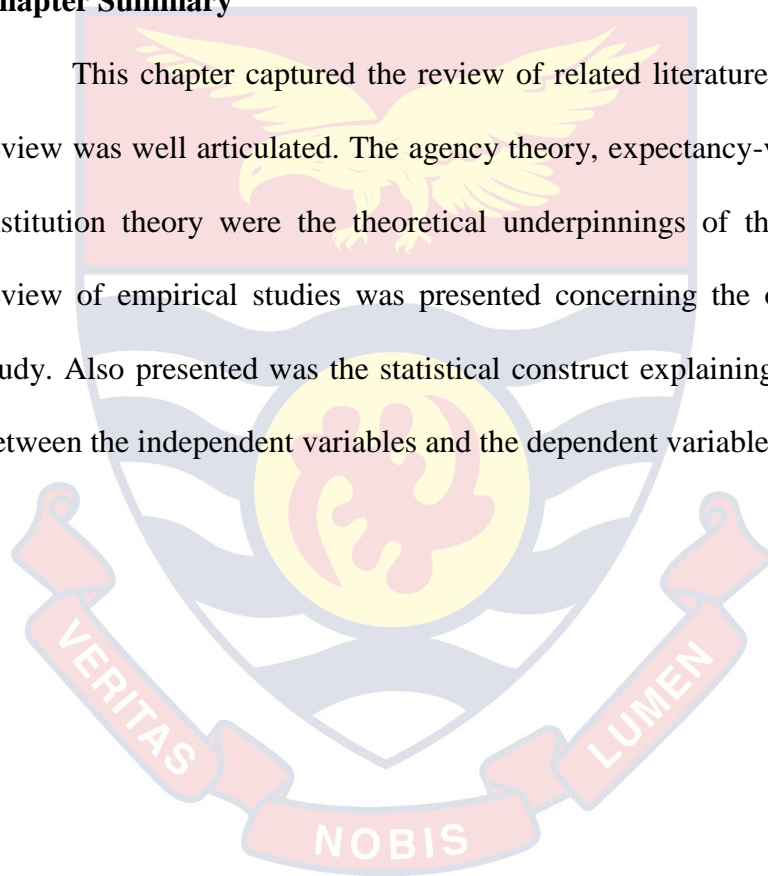 hapter Summary
This chapter captured the review of related literature
view was well articulated. The agency theory, expectancy-v
stitution theory were the theoretical underpinnings of th
view of empirical studies was presented concerning the
udy. Also presented was the statistical construct explaining
etween the independent variables and the dependent variable
VERITAS
NOBIS
LUMEN